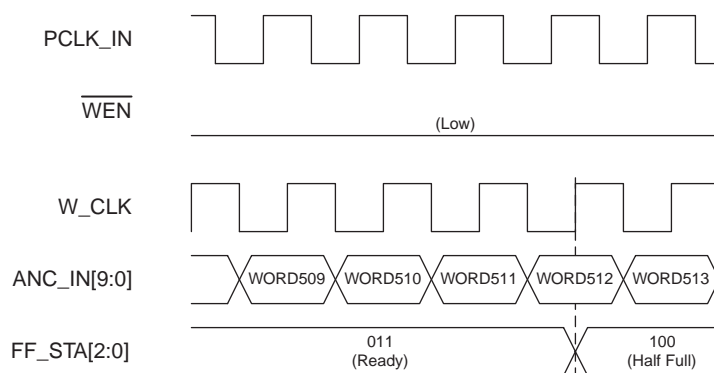 PCLK_IN
WEN
(Low)
W_CLK
ANC_IN[9:0]
WORD509
WORD510
WORD511
WORD512
WORD513
FF_STA[2:0]
011
(Ready)
100
(Half Full)